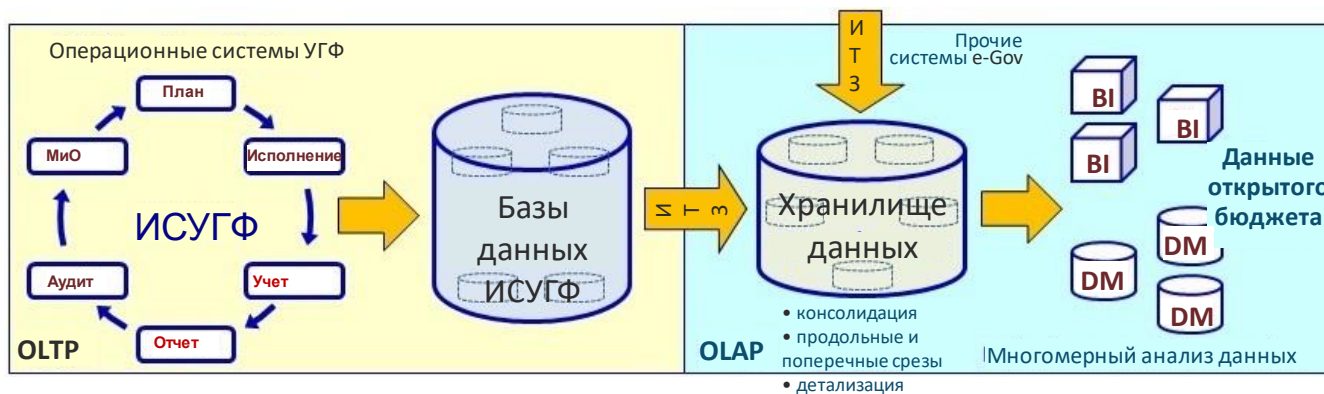 Операционные системы УГФ
План
МиО
Исполнение
ИСУГФ
Аудит
Учет
Отчет
OLTP
Базы
данных
ИСУГФ
И
Т
З
И
Т
З
Прочие
системы e-Gov
Хранилище
данных
OLAP
• консолидация
• продольные и
поперечные срезы
• детализация
BI
BI
BI
Данные
открытого
бюджета
DM
DM
DM
Многомерный анализ данных